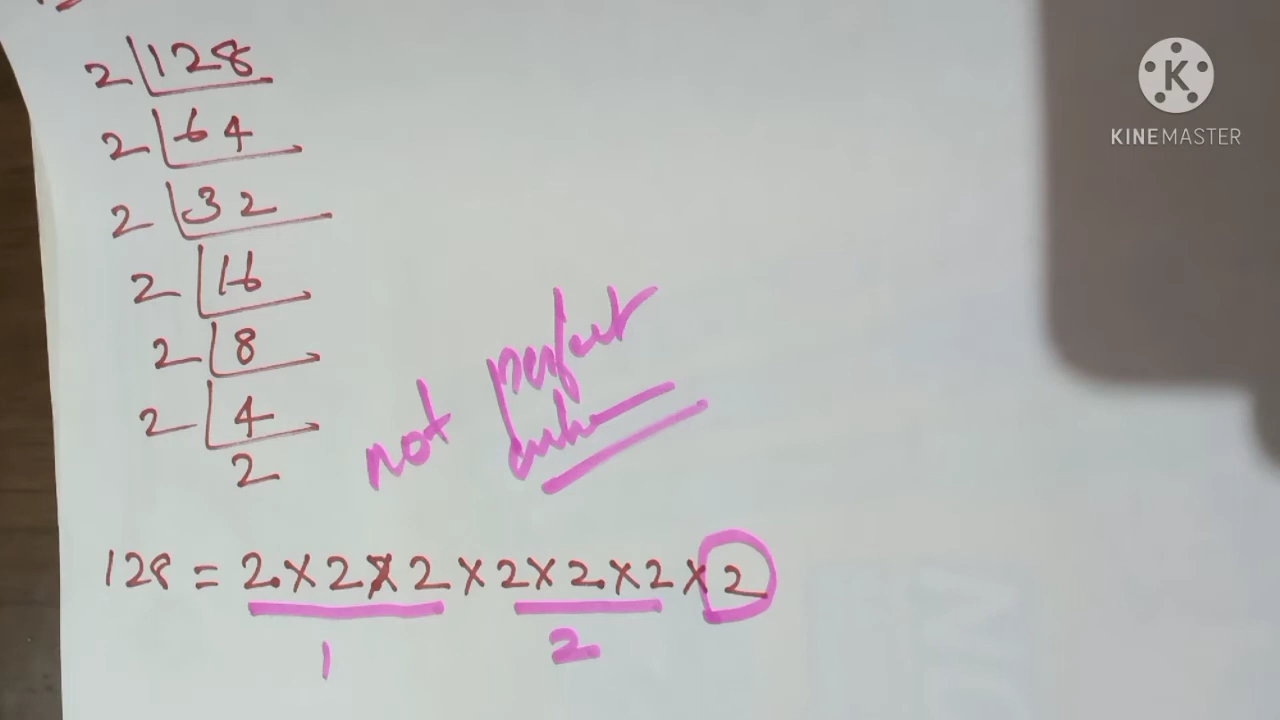 2 128
2 64
2 32
2 16
2 8
2 4
2
not perfect
cube
128 = 2 × 2 × 2 × 2 × 2 × 2 × 2
1 2
K
KINEMASTER